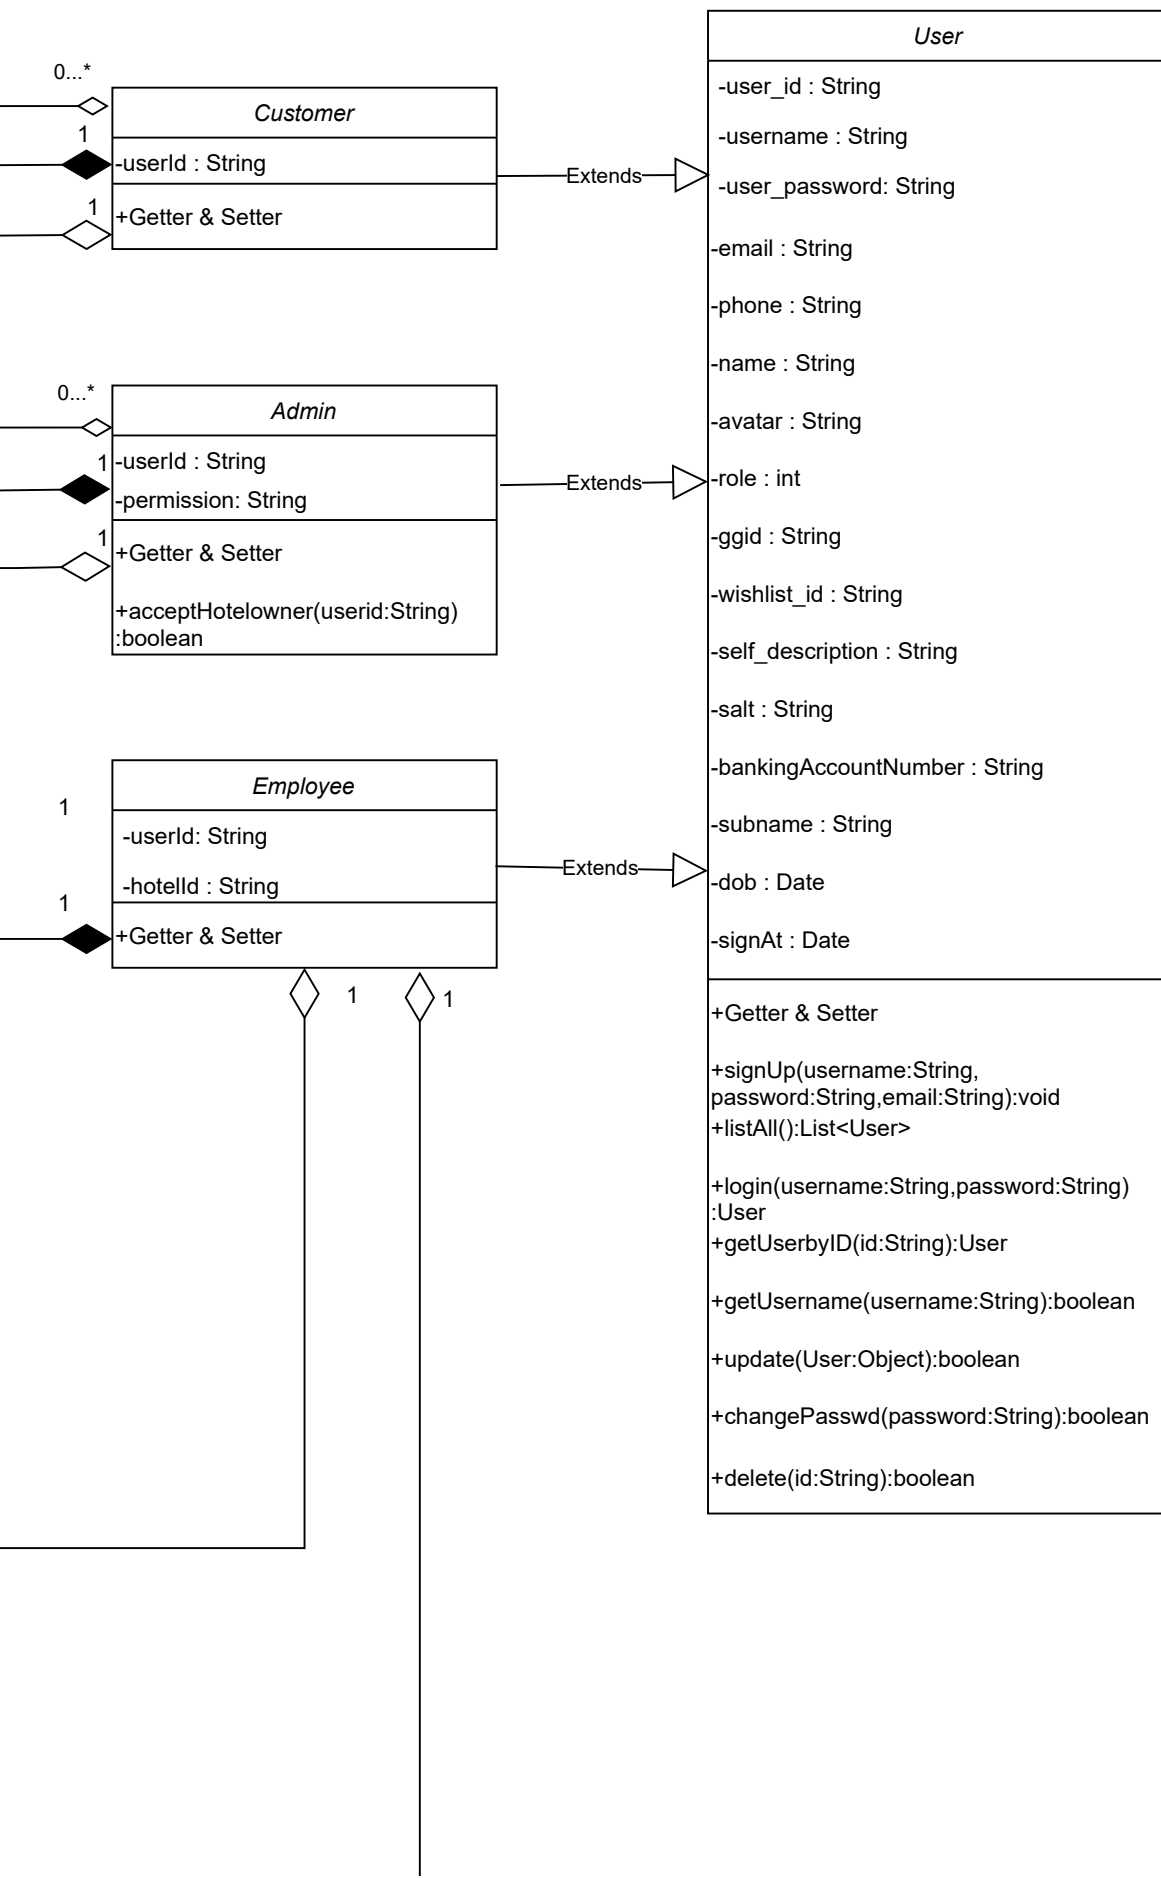 0...*
Customer
1
-userId : String
1
+Getter & Setter
Extends
0...*
Admin
1
-userId : String
-permission: String
1
+Getter & Setter
+acceptHotelowner(userid:String)
:boolean
Extends
1
Employee
-userId: String
-hotelId : String
1
+Getter & Setter
Extends
1
1
User
-user_id : String
-username : String
-user_password: String
-email : String
-phone : String
-name : String
-avatar : String
-role : int
-ggid : String
-wishlist_id : String
-self_description : String
-salt : String
-bankingAccountNumber : String
-subname : String
-dob : Date
-signAt : Date
+Getter & Setter
+signUp(username:String,
password:String,email:String):void
+listAll():List<User>
+login(username:String,password:String)
:User
+getUserbyID(id:String):User
+getUsername(username:String):boolean
+update(User:Object):boolean
+changePasswd(password:String):boolean
+delete(id:String):boolean